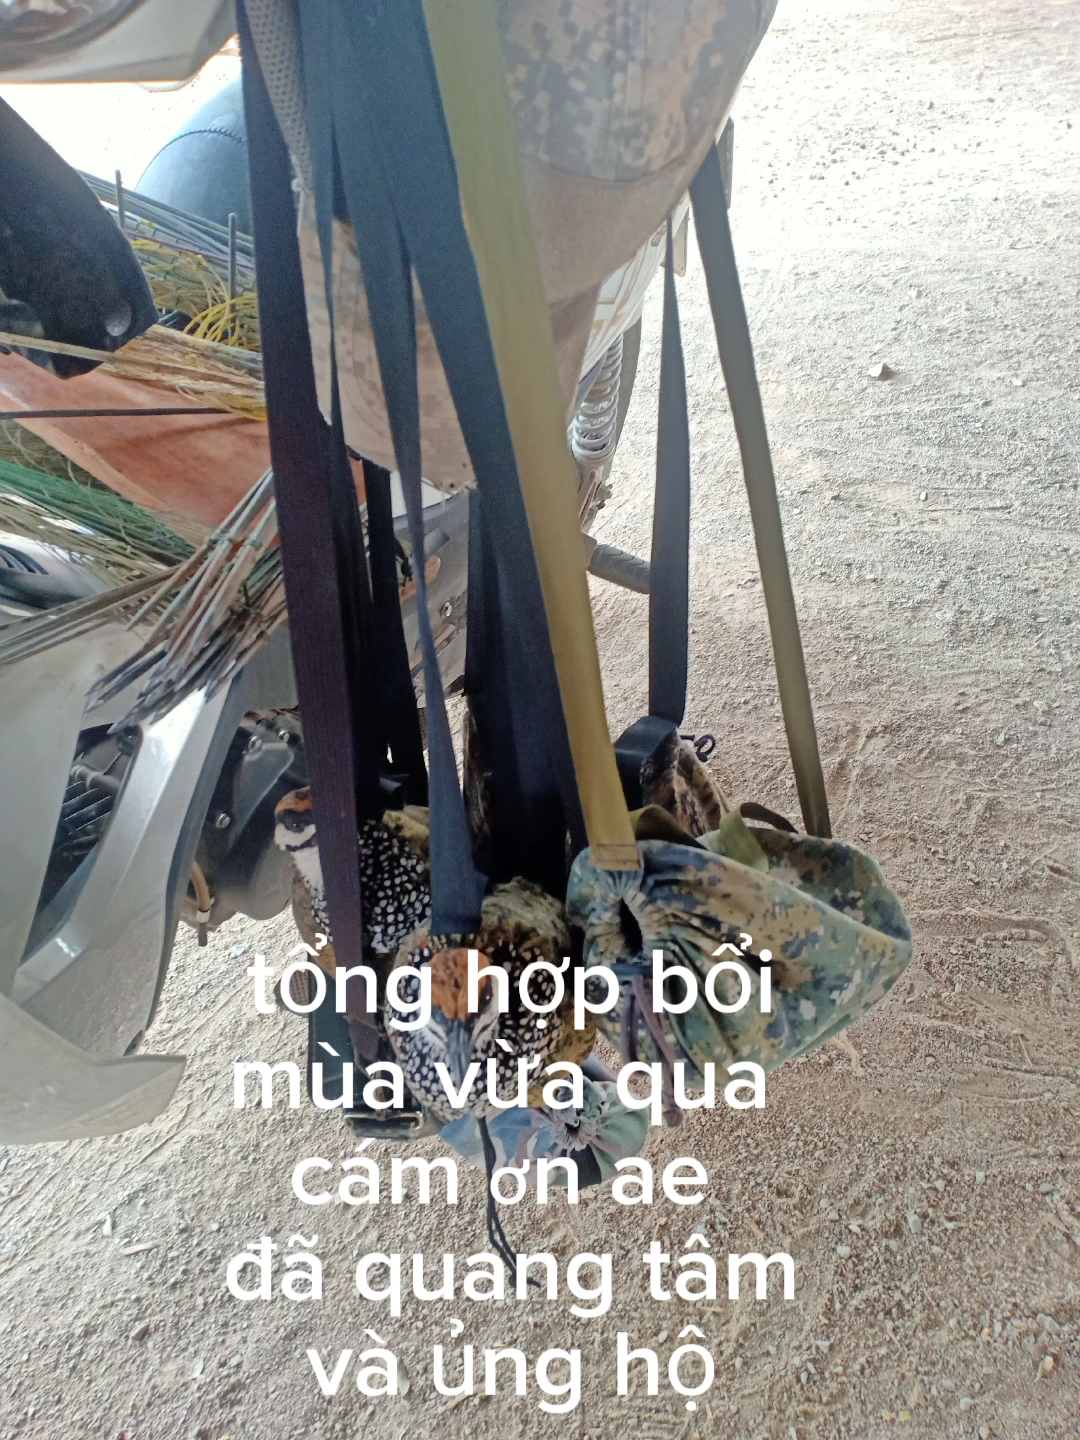 tổng hợp bổi
mùa vừa qua
cám ơn ae
đã quang tâm
và ủng hộ